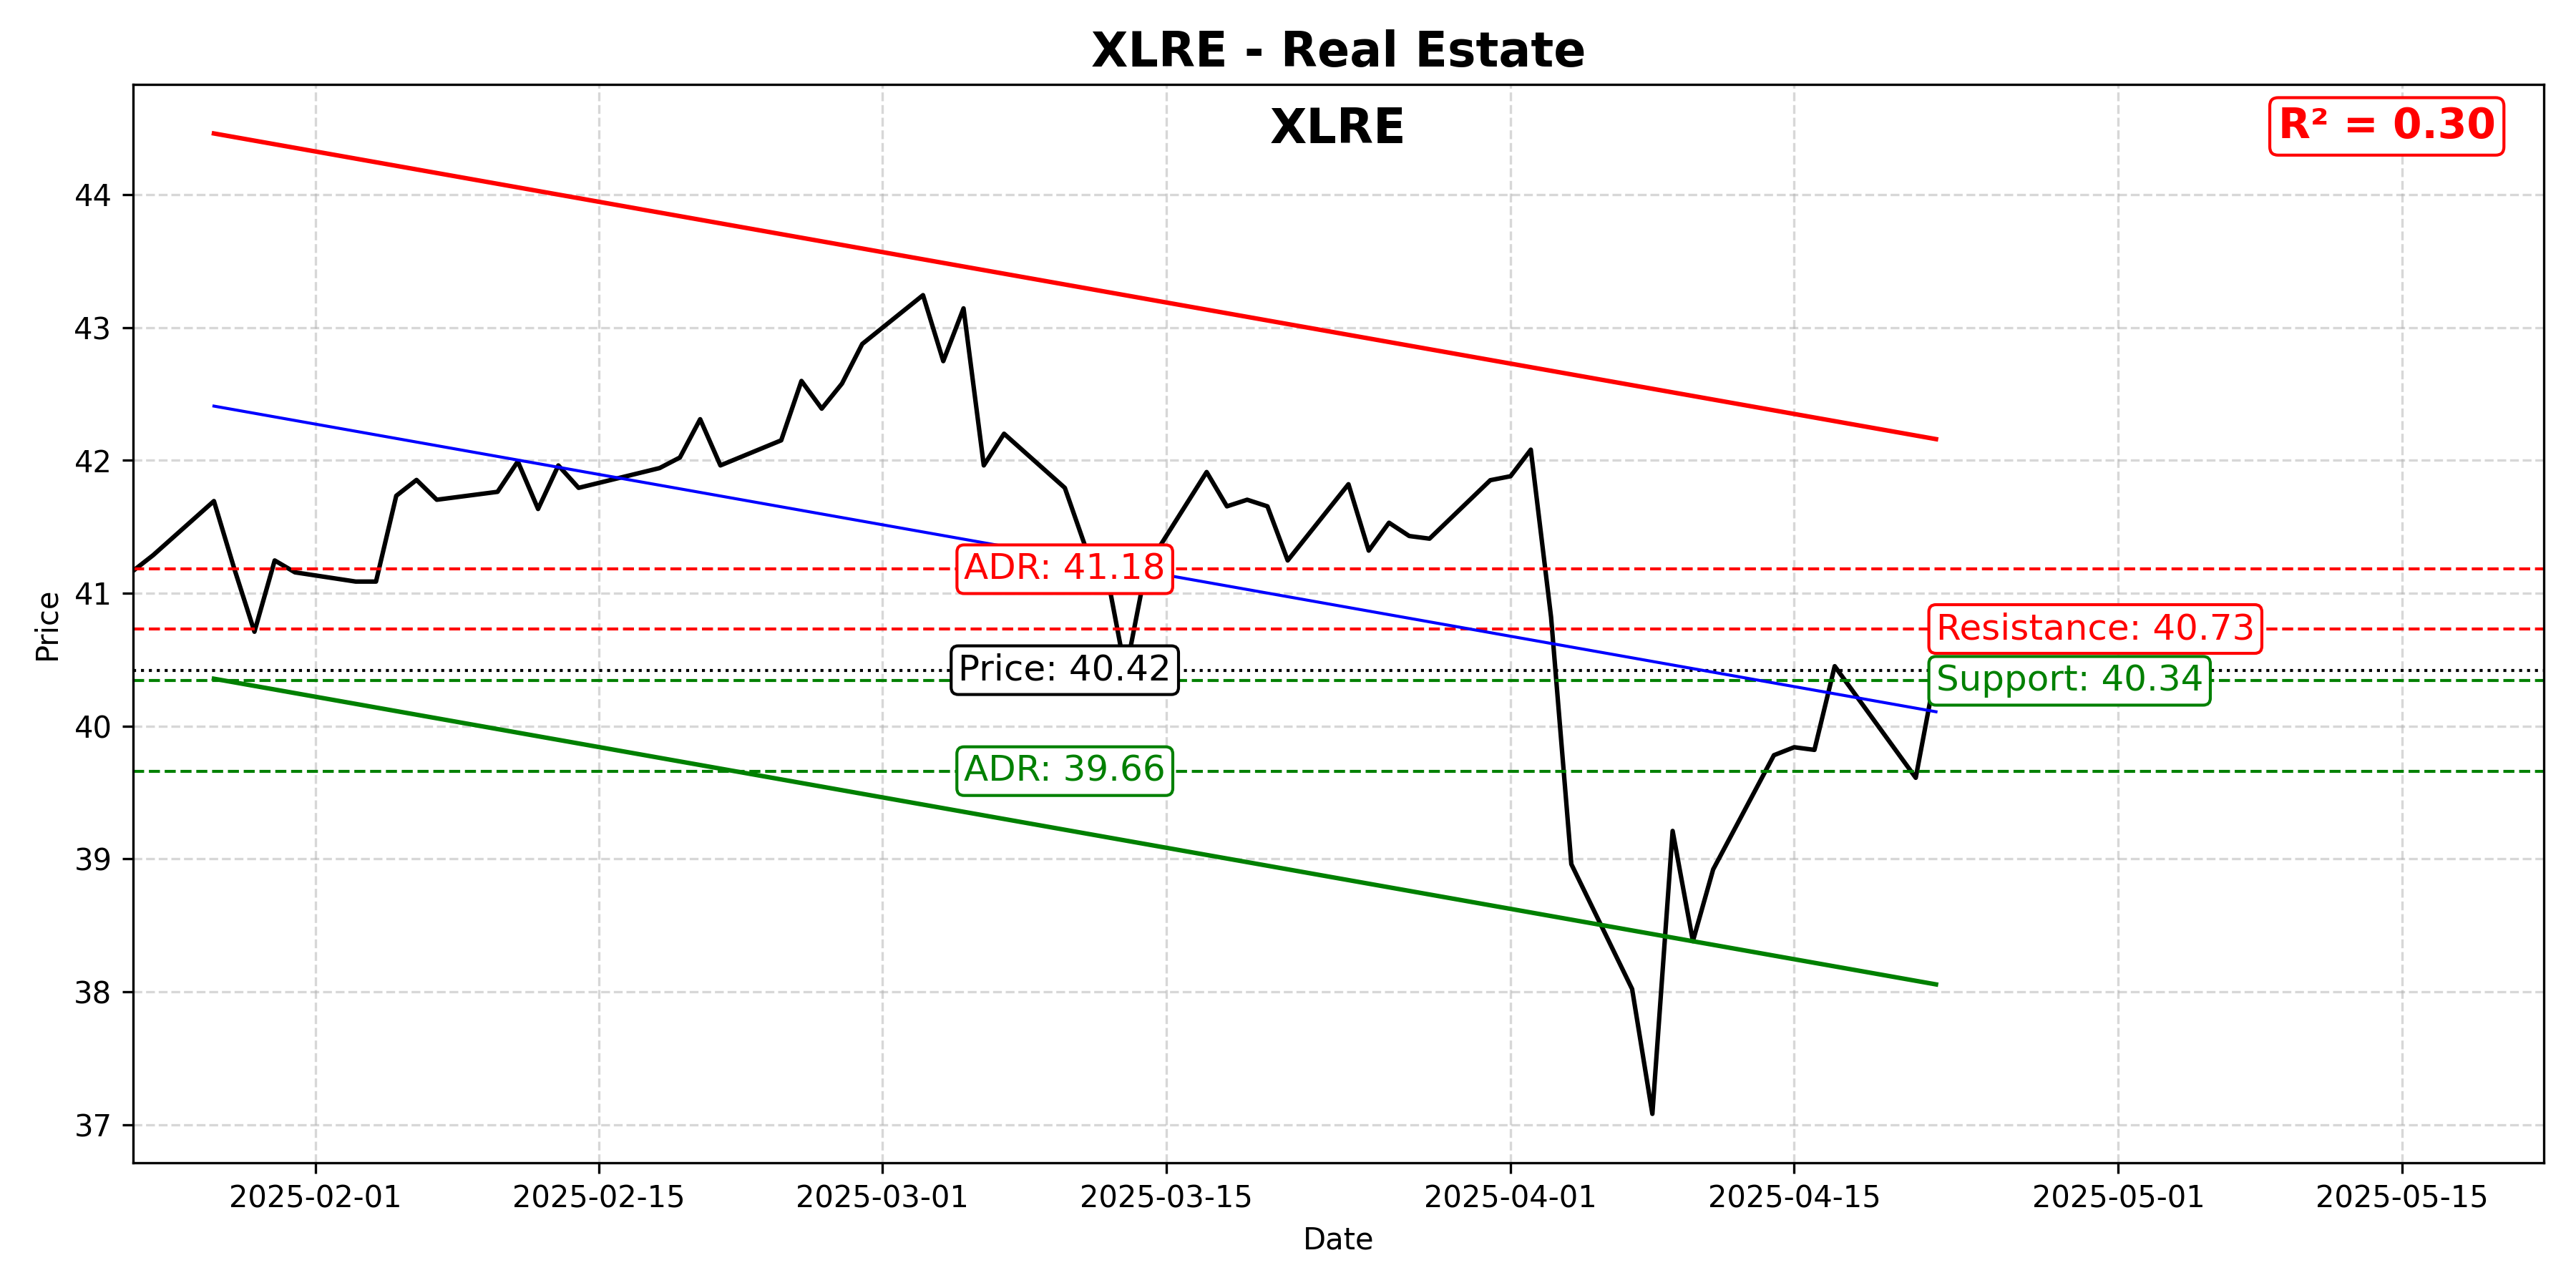 XLRE - Real Estate
XLRE
R² = 0.30
44
43
42
41
40
39
38
37
Price
ADR: 41.18
Resistance: 40.73
Price: 40.42
Support: 40.34
ADR: 39.66
2025-02-01
2025-02-15
2025-03-01
2025-03-15
2025-04-01
2025-04-15
2025-05-01
2025-05-15
Date